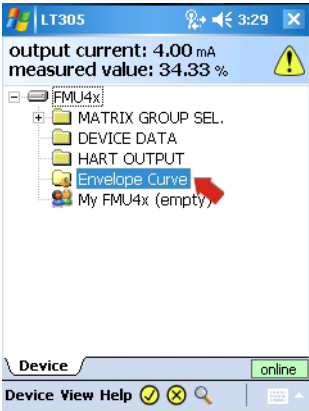 LT305 3:29
output current: 4.00 mA
measured value: 34.33 %
FMU4x
MATRIX GROUP SEL.
DEVICE DATA
HART OUTPUT
Envelope Curve
My FMU4x (empty)
Device online
Device View Help